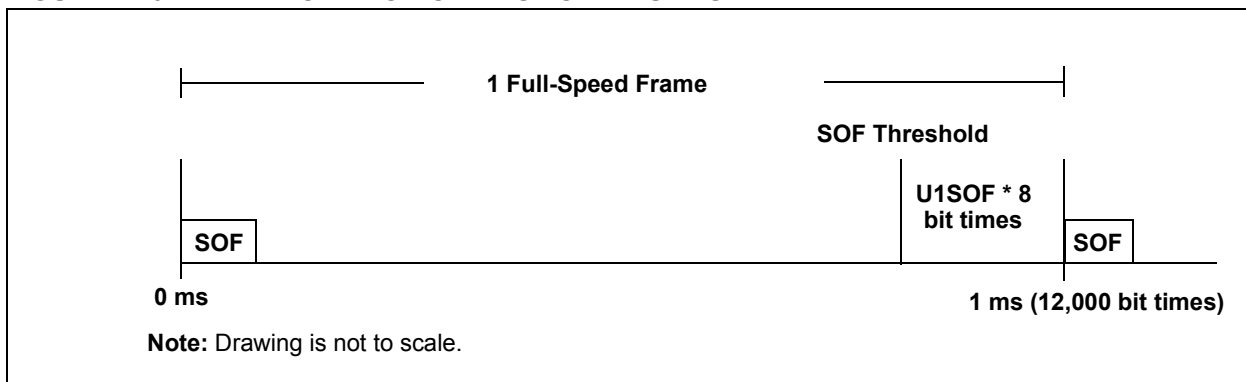 1 Full-Speed Frame
SOF Threshold
U1SOF * 8
bit times
SOF
SOF
0 ms
1 ms (12,000 bit times)
Note: Drawing is not to scale.